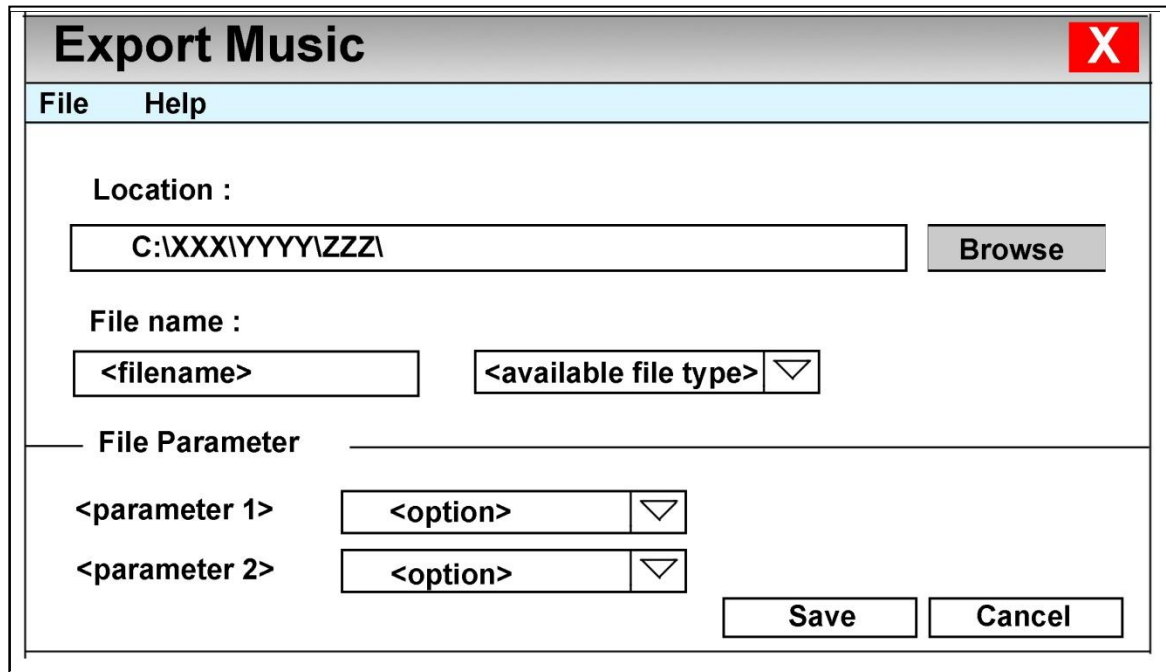 Export Music
X
File Help
Location :
C:\XXX\YYYY\ZZZ\
Browse
File name :
<filename>
<available file type>
File Parameter
<parameter 1>
<option>
<parameter 2>
<option>
Save
Cancel